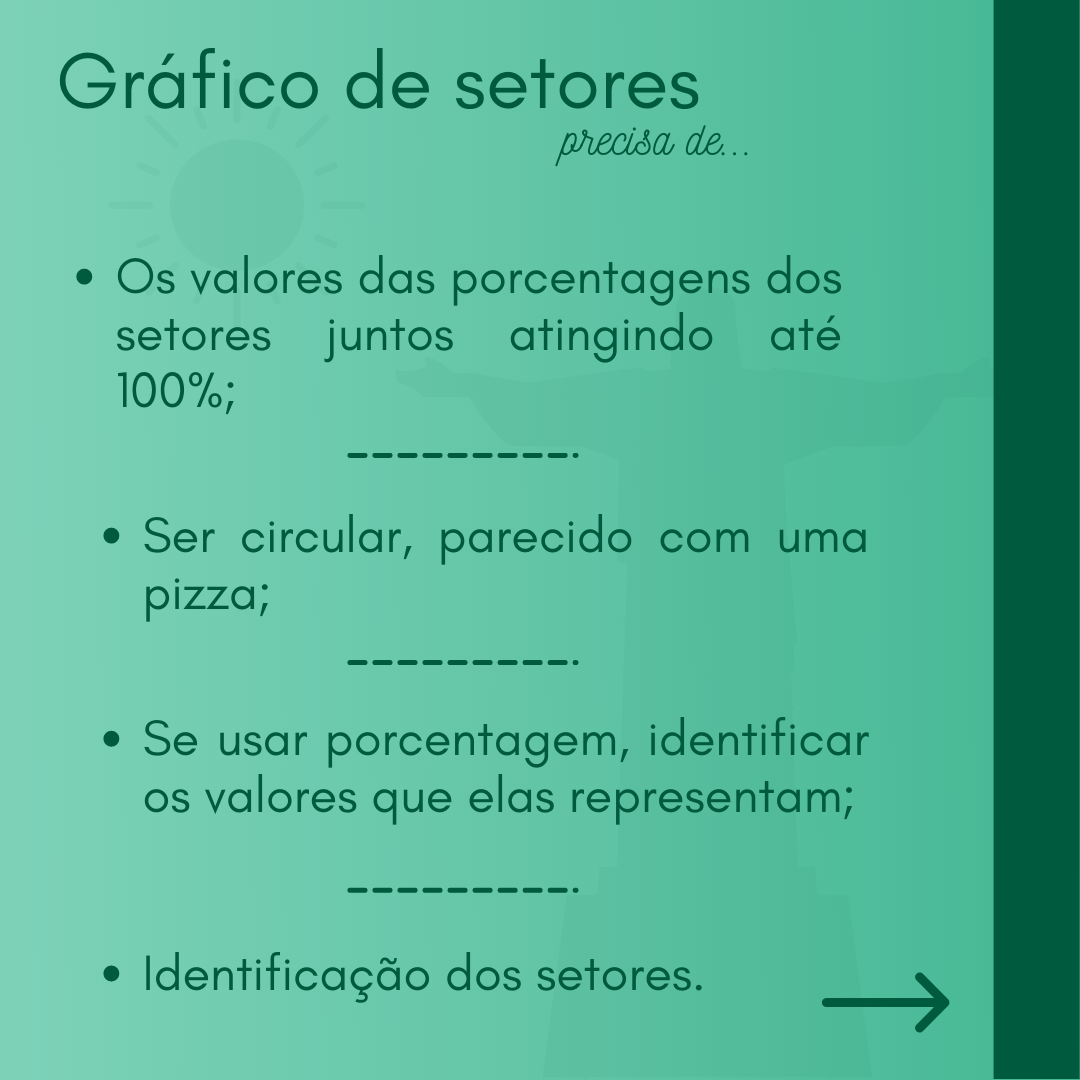 Gráfico de setores
precisa de...
• Os valores das porcentagens dos
setores juntos atingindo até
100%;
• Ser circular, parecido com uma
pizza;
• Se usar porcentagem, identificar
os valores que elas representam;
• Identificação dos setores.